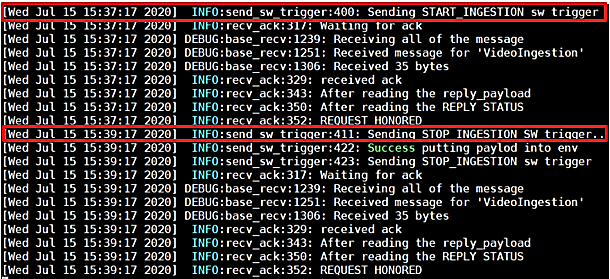 [Wed Jul 15 15:37:17 2020]  INFO:send_sw_trigger:400: Sending START_INGESTION sw trigger
[Wed Jul 15 15:37:17 2020]  INFO:recv_ack:317: Waiting for ack
[Wed Jul 15 15:37:17 2020] DEBUG:base_recv:1239: Receiving all of the message
[Wed Jul 15 15:37:17 2020] DEBUG:base_recv:1251: Received message for 'VideoIngestion'
[Wed Jul 15 15:37:17 2020] DEBUG:base_recv:1306: Received 35 bytes
[Wed Jul 15 15:37:17 2020]  INFO:recv_ack:329: received ack
[Wed Jul 15 15:37:17 2020]  INFO:recv_ack:343: After reading the reply_payload
[Wed Jul 15 15:37:17 2020]  INFO:recv_ack:350: After reading the REPLY STATUS
[Wed Jul 15 15:37:17 2020]  INFO:recv_ack:352: REQUEST HONORED
[Wed Jul 15 15:39:17 2020]  INFO:send_sw_trigger:411: Sending STOP_INGESTION SW trigger..
[Wed Jul 15 15:39:17 2020]  INFO:send_sw_trigger:422: Success putting paylod into env
[Wed Jul 15 15:39:17 2020]  INFO:send_sw_trigger:423: Sending STOP_INGESTION sw trigger
[Wed Jul 15 15:39:17 2020]  INFO:recv_ack:317: Waiting for ack
[Wed Jul 15 15:39:17 2020] DEBUG:base_recv:1239: Receiving all of the message
[Wed Jul 15 15:39:17 2020] DEBUG:base_recv:1251: Received message for 'VideoIngestion'
[Wed Jul 15 15:39:17 2020] DEBUG:base_recv:1306: Received 35 bytes
[Wed Jul 15 15:39:17 2020]  INFO:recv_ack:329: received ack
[Wed Jul 15 15:39:17 2020]  INFO:recv_ack:343: After reading the reply_payload
[Wed Jul 15 15:39:17 2020]  INFO:recv_ack:350: After reading the REPLY STATUS
[Wed Jul 15 15:39:17 2020]  INFO:recv_ack:352: REQUEST HONORED